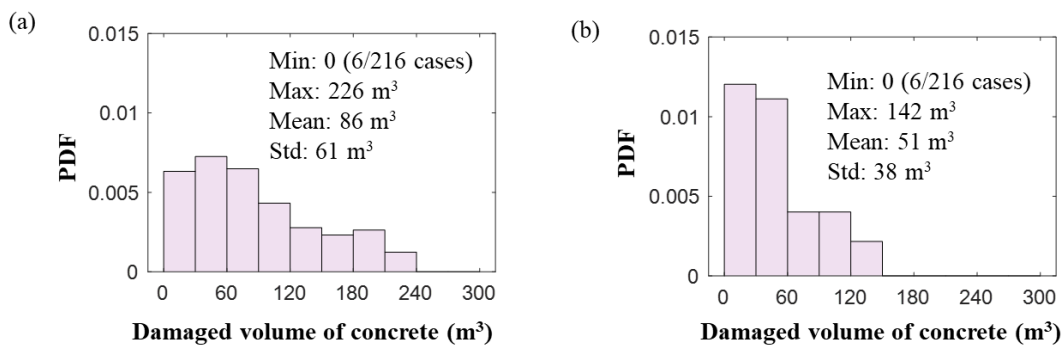 (a)
0.015
0.01
0.005
0
PDF
Min: 0 (6/216 cases)
Max: 226 m³
Mean: 86 m³
Std: 61 m³
0 60 120 180 240 300
Damaged volume of concrete (m³)
(b)
0.015
0.01
0.005
0
PDF
Min: 0 (6/216 cases)
Max: 142 m³
Mean: 51 m³
Std: 38 m³
0 60 120 180 240 300
Damaged volume of concrete (m³)